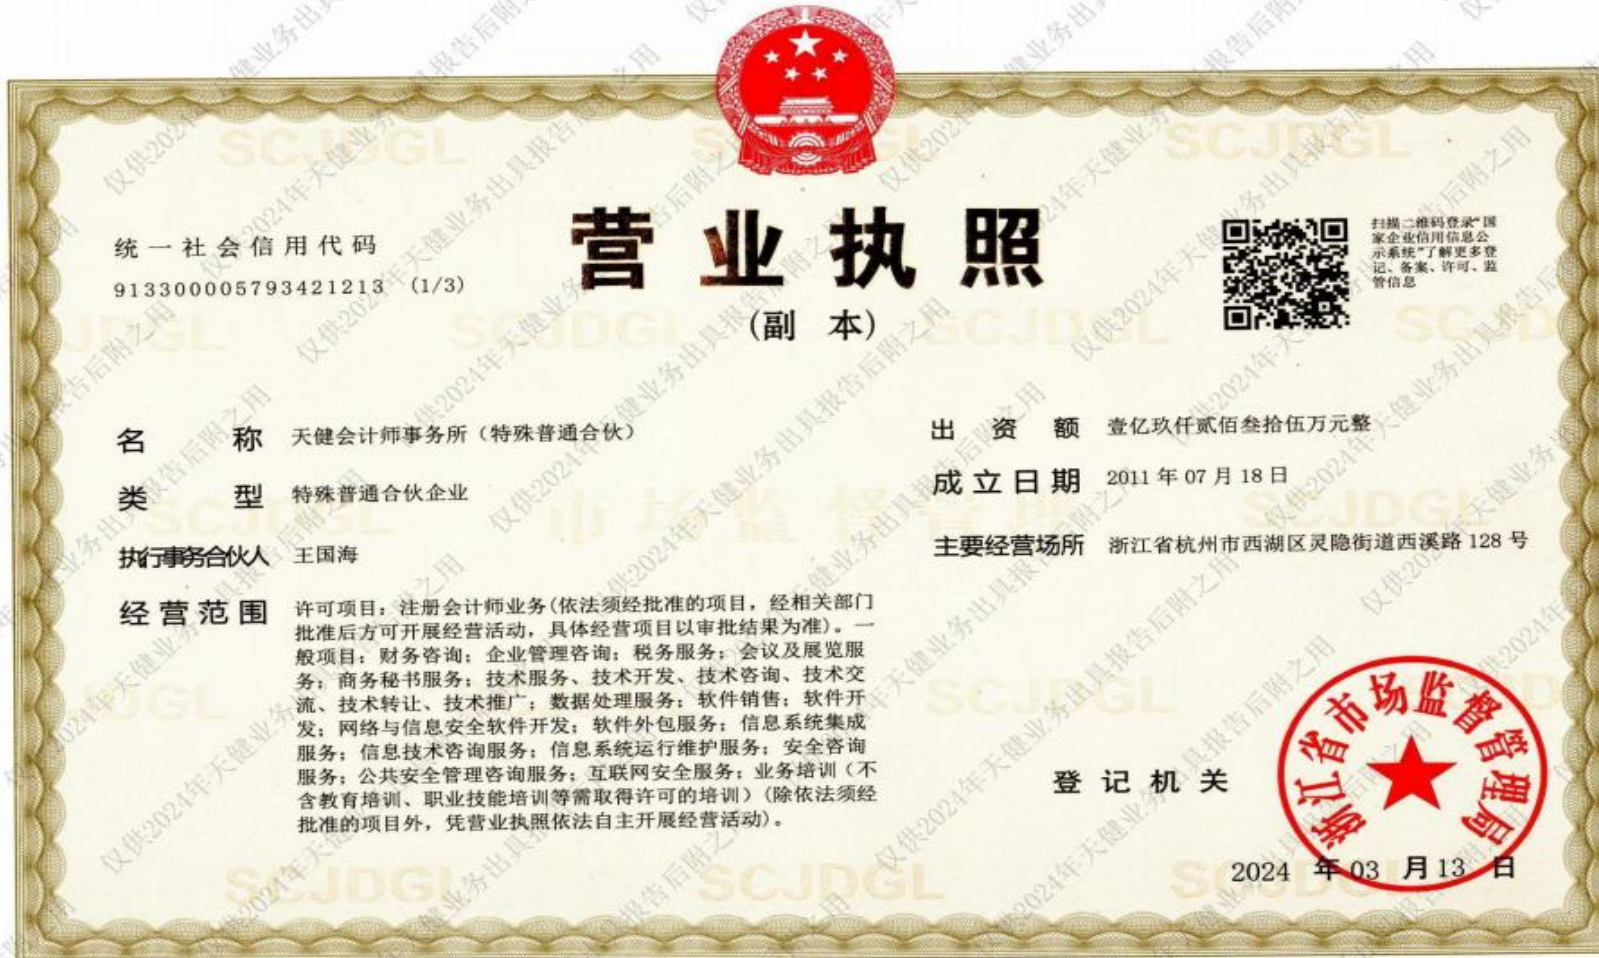 营业执照
(副 本)
统一社会信用代码
913300005793421213 (1/3)
扫描二维码登录“国
家企业信用信息公
示系统”了解更多登
记、备案、许可、监
管信息
名 称 天健会计师事务所（特殊普通合伙）
类 型 特殊普通合伙企业
执行事务合伙人 王国海
经营范围 许可项目：注册会计师业务(依法须经批准的项目，经相关部门
批准后方可开展经营活动，具体经营项目以审批结果为准)。一
般项目：财务咨询；企业管理咨询；税务服务；会议及展览服
务；商务秘书服务；技术服务、技术开发、技术咨询、技术交
流、技术转让、技术推广；数据处理服务；软件销售；软件开
发；网络与信息安全软件开发；软件外包服务；信息系统集成
服务；信息技术咨询服务；信息系统运行维护服务；安全咨询
服务；公共安全管理咨询服务；互联网安全服务；业务培训（不
含教育培训、职业技能培训等需取得许可的培训）(除依法须经
批准的项目外，凭营业执照依法自主开展经营活动)。
出 资 额 壹亿玖仟贰佰叁拾伍万元整
成立日期 2011 年 07 月 18 日
主要经营场所 浙江省杭州市西湖区灵隐街道西溪路 128 号
登记机关
浙江省市场监督管理局
2024 年 03 月 13 日
SCJDGL
市场监督管理
仅供2024年天健业务出具报告后附之用